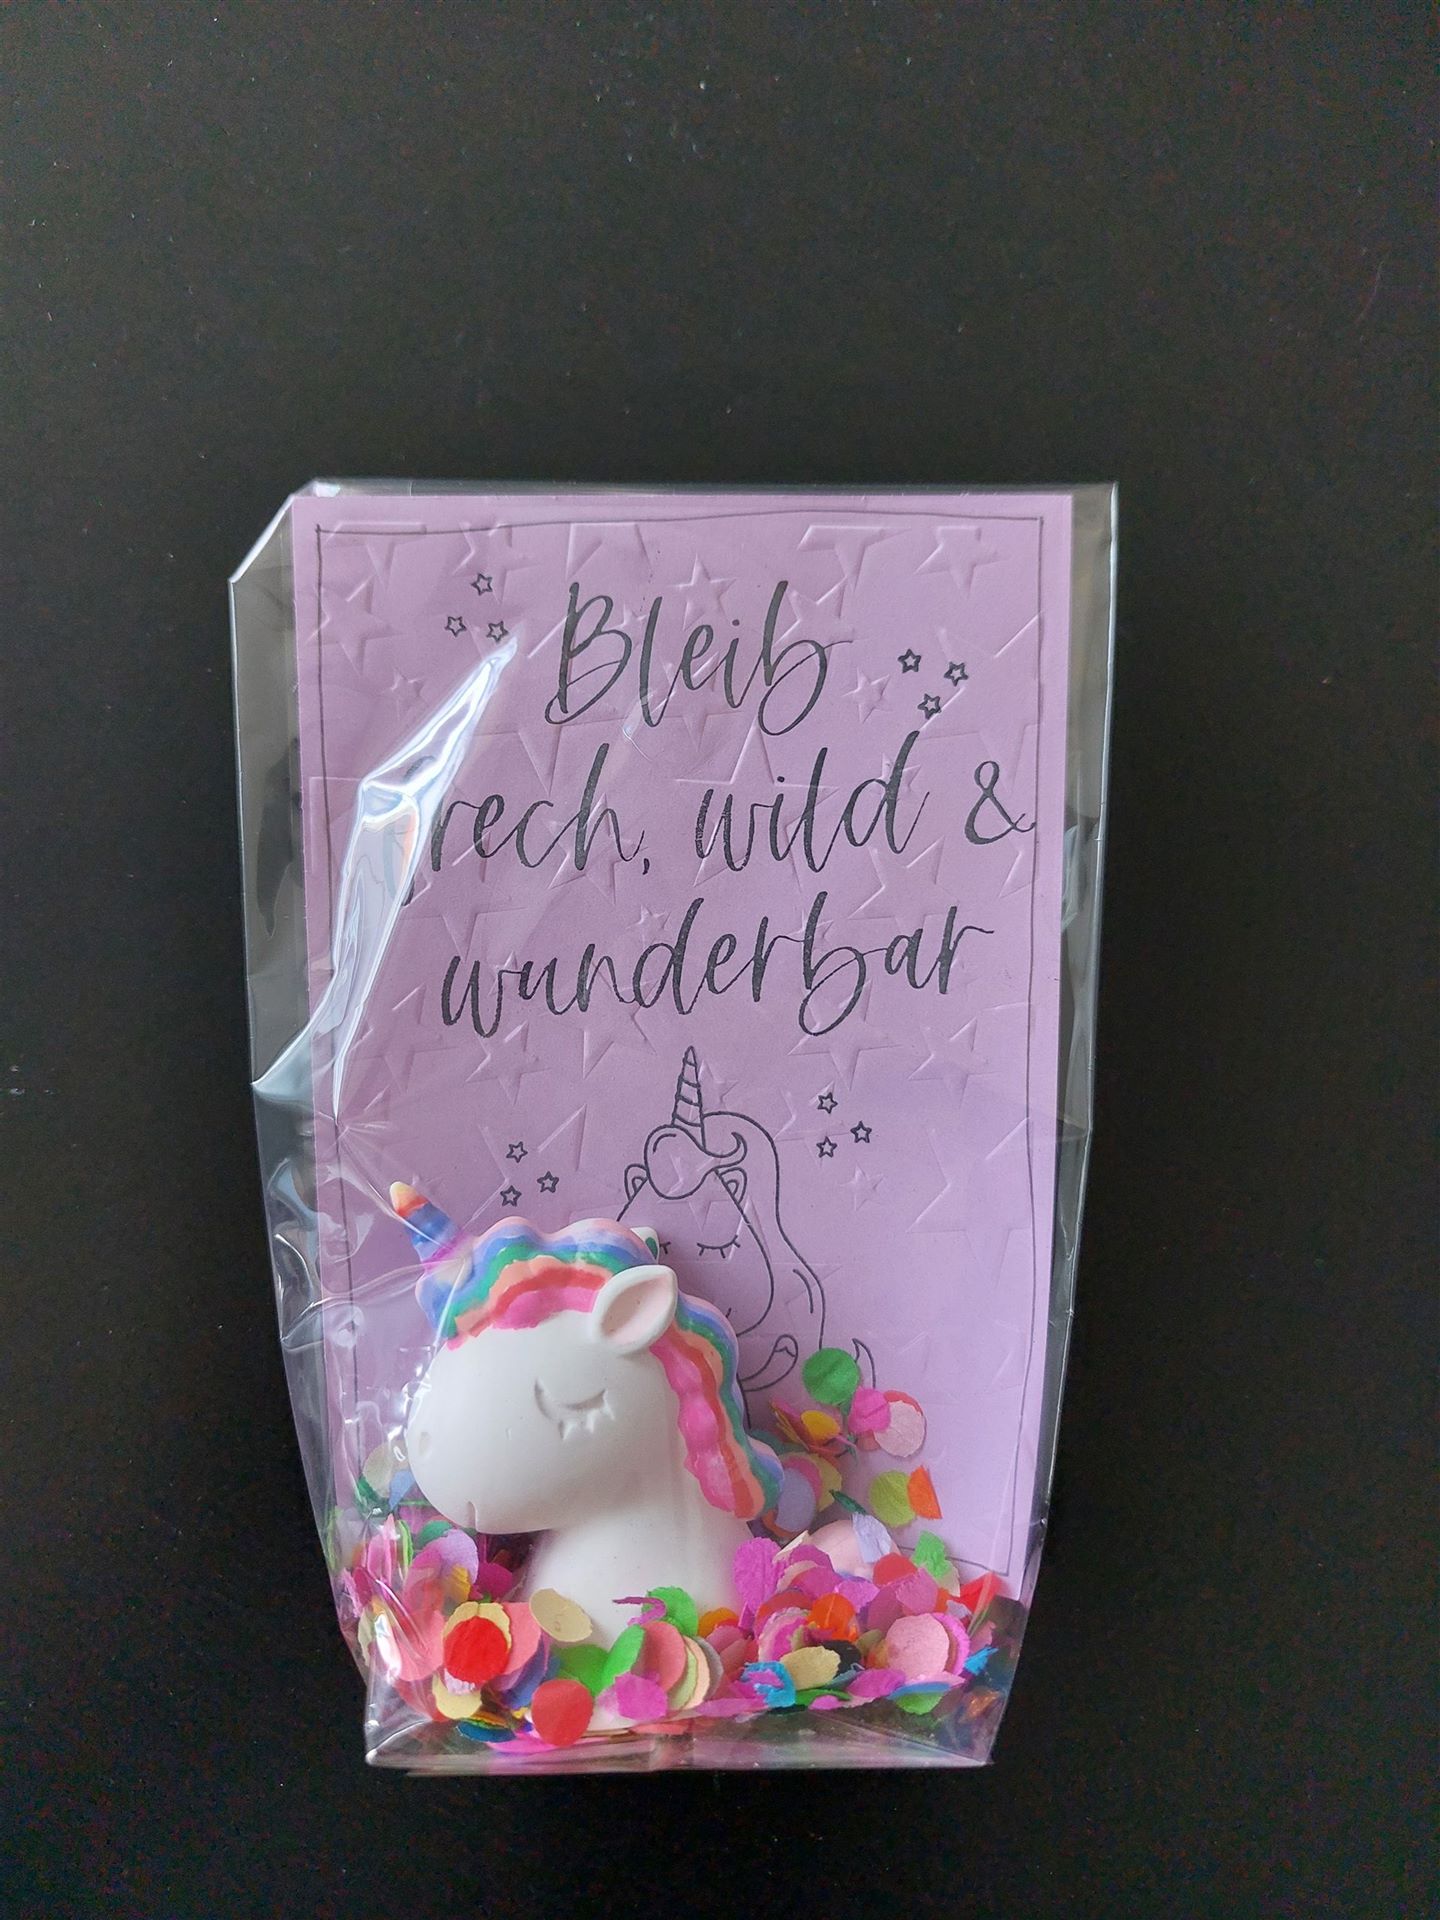 Bleib
frech, wild &
wunderbar